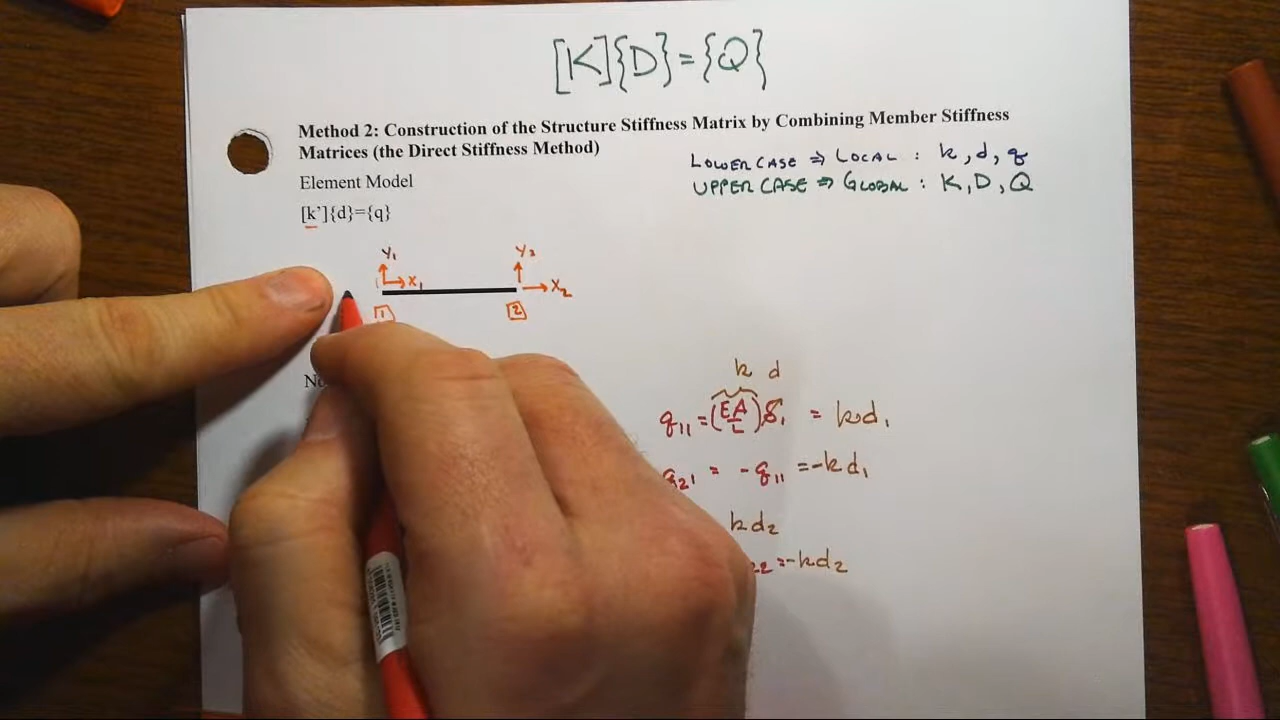 [K]{D}={Q}
Method 2: Construction of the Structure Stiffness Matrix by Combining Member Stiffness
Matrices (the Direct Stiffness Method)
LOWER CASE ⇒ LOCAL : k, d, q
UPPER CASE ⇒ GLOBAL : K, D, Q
Element Model
[k']{d}={q}
Y₁ Y₂
X₁ X₂
1 2
k d
q₁₁ = (EA/L)δ₁ = kd₁
q₂₁ = -q₁₁ = -kd₁
kd₂
₂₂ = -kd₂